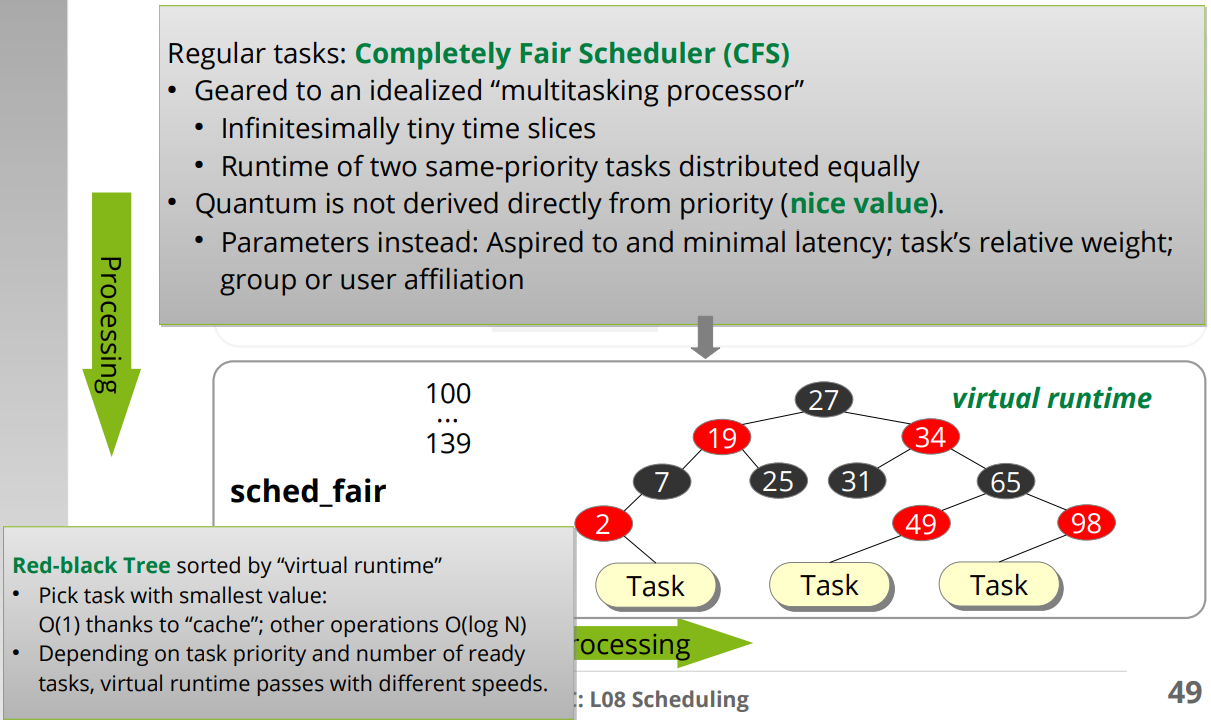 Regular tasks: Completely Fair Scheduler (CFS)
• Geared to an idealized “multitasking processor”
• Infinitesimally tiny time slices
• Runtime of two same-priority tasks distributed equally
• Quantum is not derived directly from priority (nice value).
• Parameters instead: Aspired to and minimal latency; task’s relative weight;
group or user affiliation
Processing
100
...
139
sched_fair
virtual runtime
27
19 34
7 25 31 65
2 49 98
Task Task Task
Red-black Tree sorted by “virtual runtime”
• Pick task with smallest value:
O(1) thanks to “cache”; other operations O(log N)
• Depending on task priority and number of ready
tasks, virtual runtime passes with different speeds.
rocessing
: L08 Scheduling
49